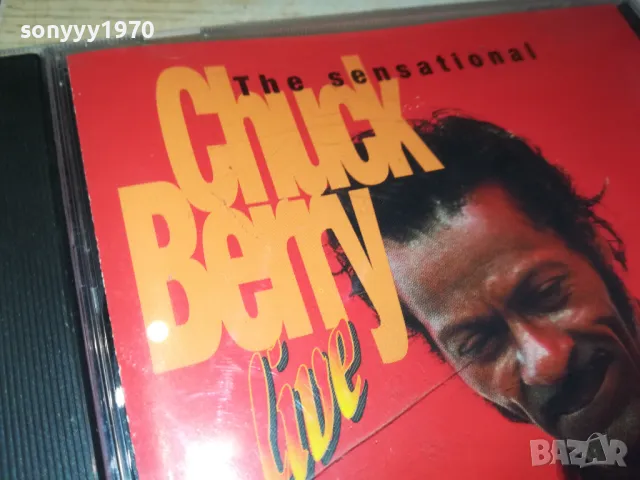 sonyyy1970
The sensational
Chuck
Berry
live
BAZAR